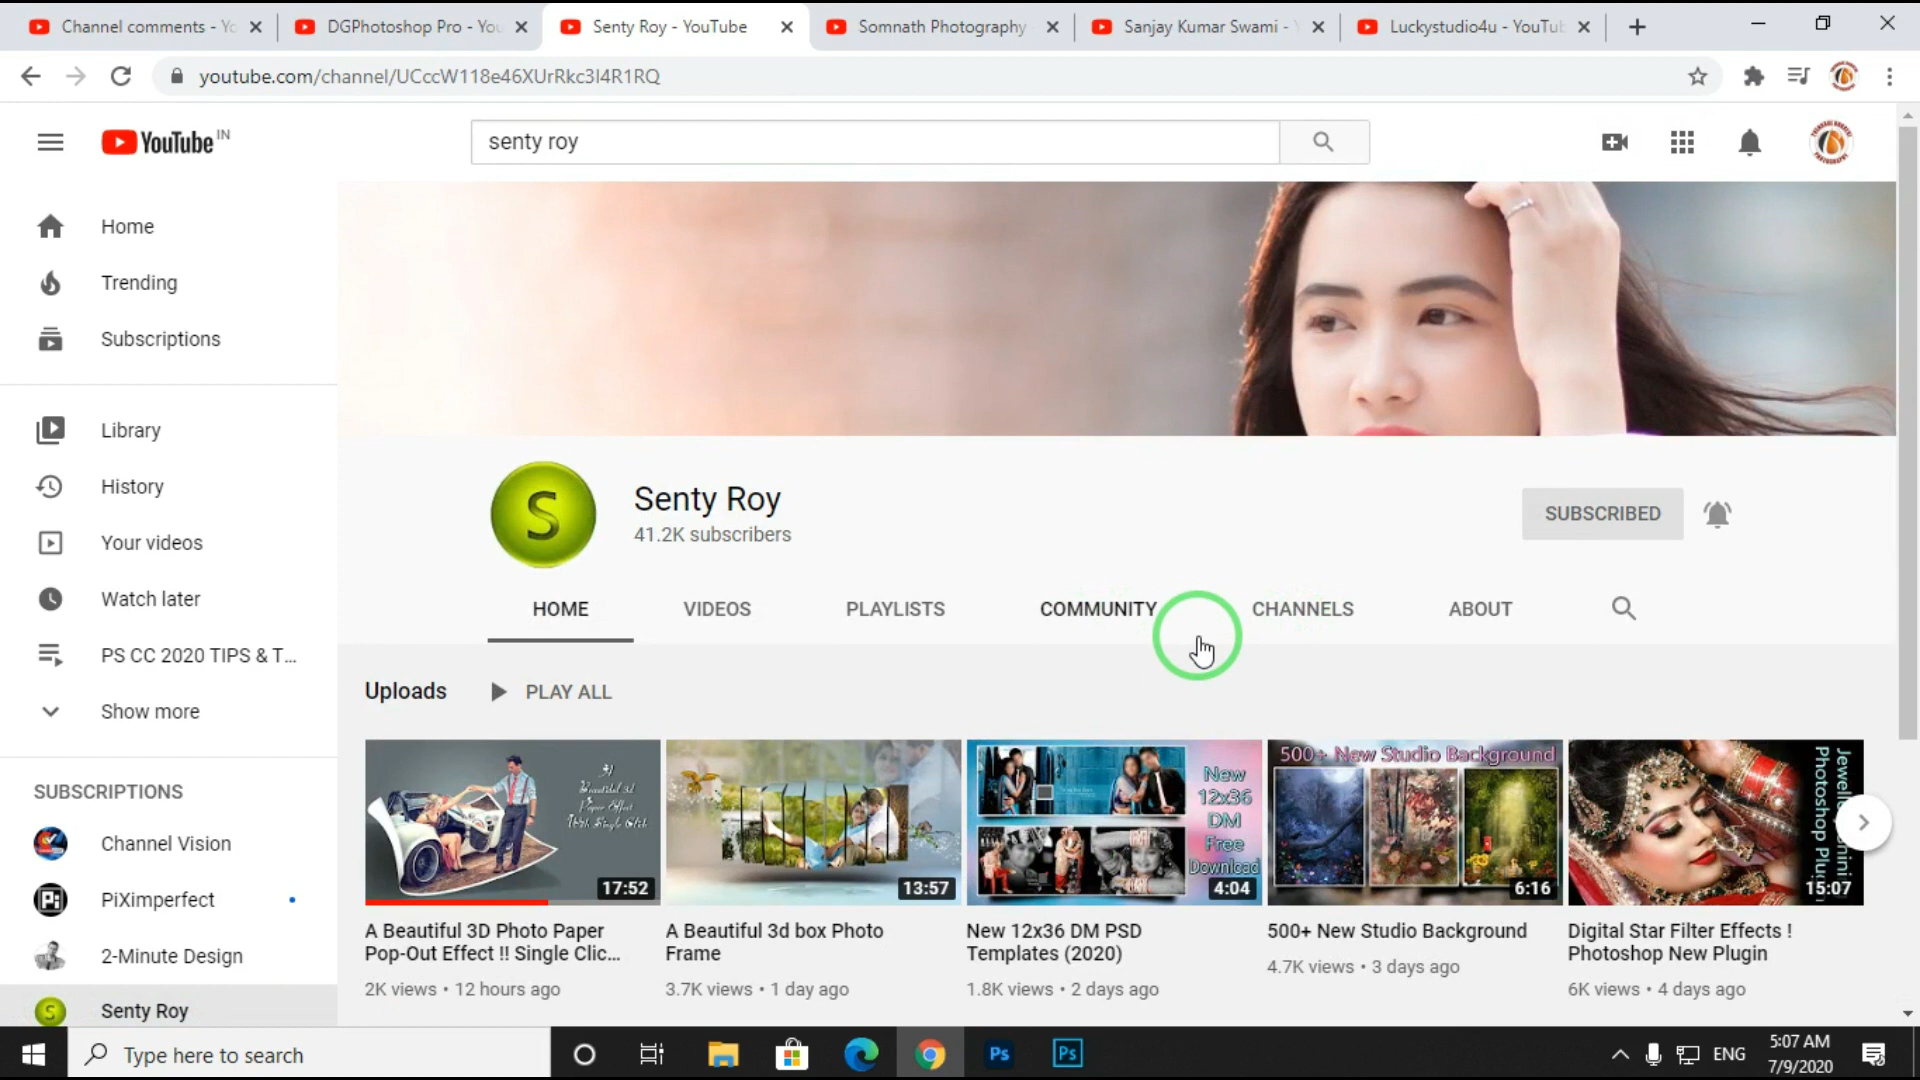 Channel comments - Yo
DGPhotoshop Pro - You
Senty Roy - YouTube
Somnath Photography -
Sanjay Kumar Swami - Y
Luckystudio4u - YouTub
youtube.com/channel/UCccW118e46XUrRkc3I4R1RQ
YouTube IN
senty roy
Home
Trending
Subscriptions
Library
History
Your videos
Watch later
PS CC 2020 TIPS & T...
Show more
SUBSCRIPTIONS
Channel Vision
PiXimperfect
2-Minute Design
Senty Roy
S
Senty Roy
41.2K subscribers
SUBSCRIBED
HOME
VIDEOS
PLAYLISTS
COMMUNITY
CHANNELS
ABOUT
Uploads
PLAY ALL
17:52
A Beautiful 3D Photo Paper
Pop-Out Effect !! Single Clic...
2K views • 12 hours ago
13:57
A Beautiful 3d box Photo
Frame
3.7K views • 1 day ago
New
12x36
DM
Free
Download
4:04
New 12x36 DM PSD
Templates (2020)
1.8K views • 2 days ago
500+ New Studio Background
6:16
500+ New Studio Background
4.7K views • 3 days ago
15:07
Digital Star Filter Effects !
Photoshop New Plugin
6K views • 4 days ago
Type here to search
Ps
Ps
ENG
5:07 AM
7/9/2020